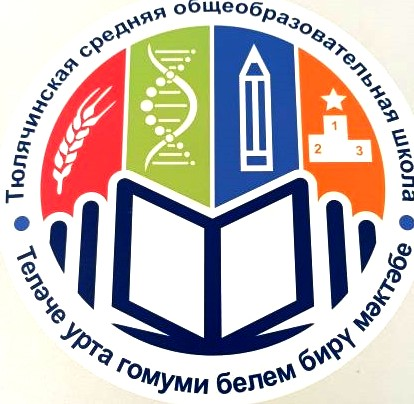 Тюлячинская средняя общеобразовательная школа
1
2
3
Теләче урта гомуми белем бирү мәктәбе